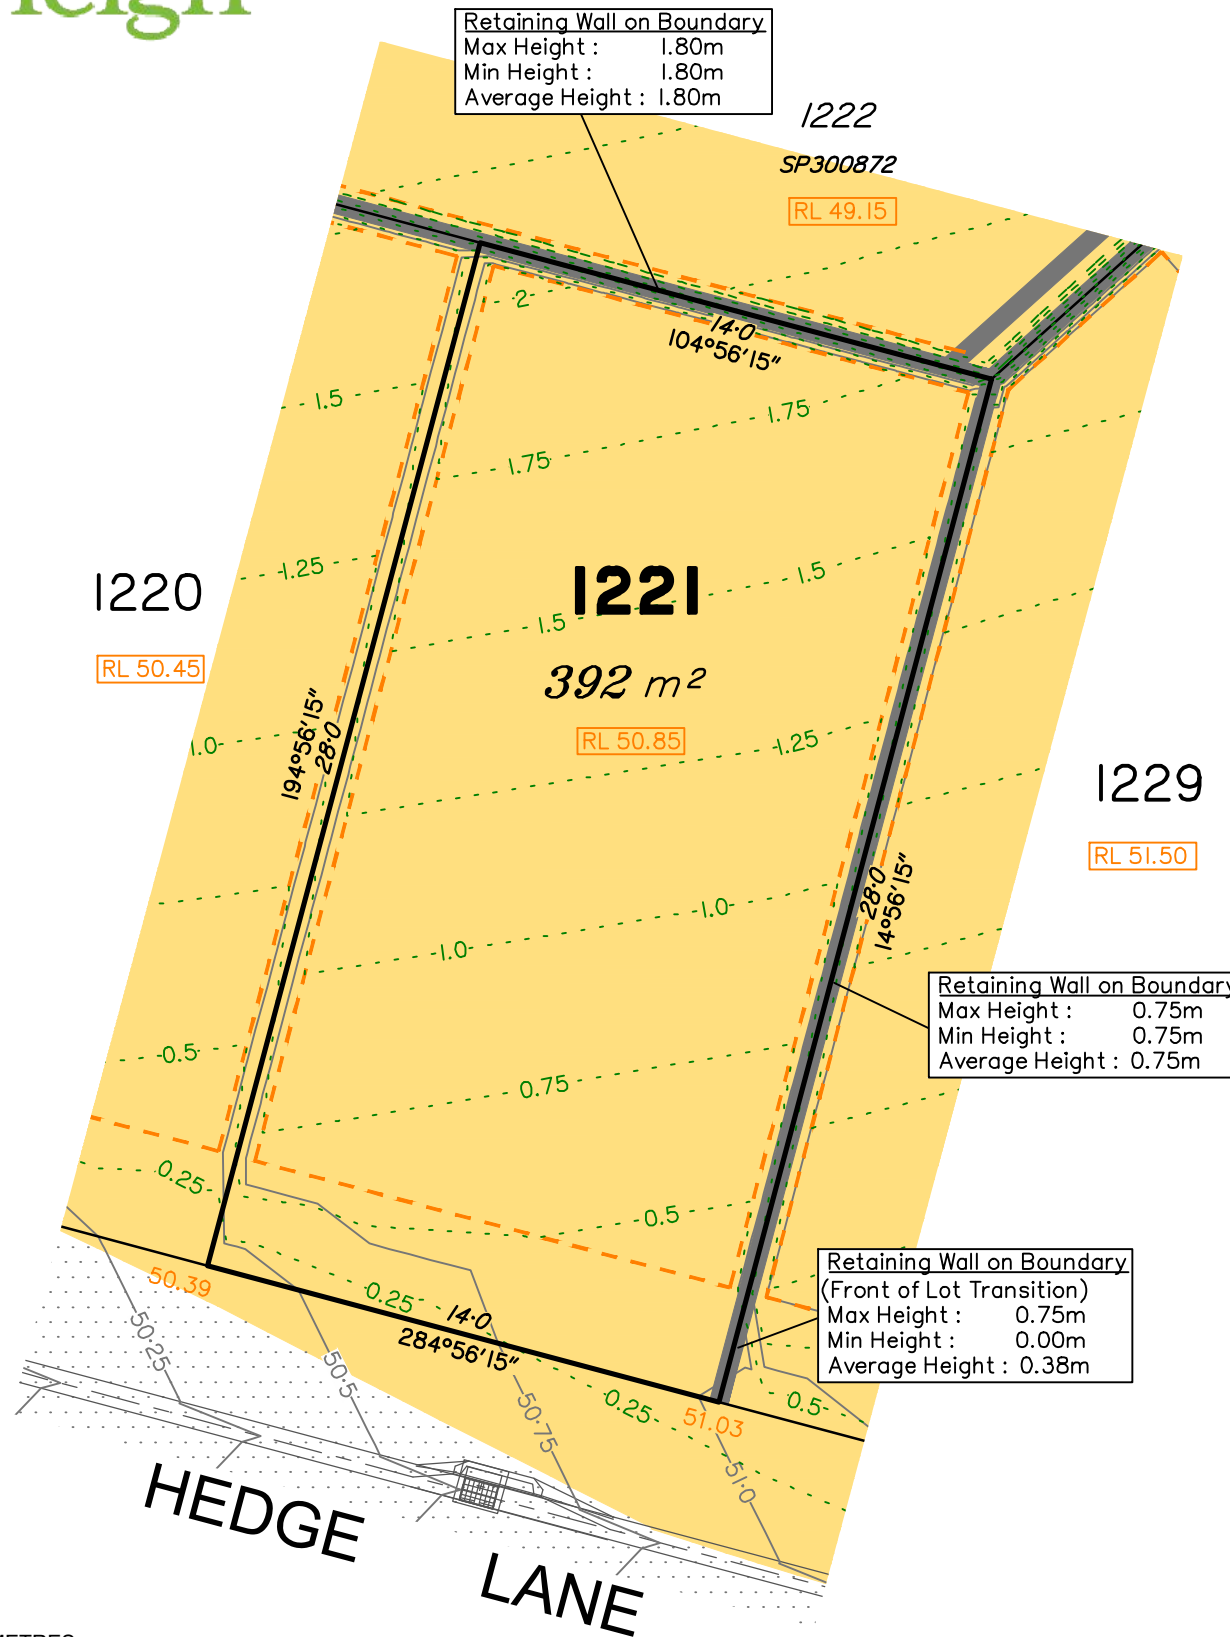 Retaining Wall on Boundary
Max Height : 1.80m
Min Height : 1.80m
Average Height : 1.80m
1222
SP300872
RL 49.15
2
14·0
104°56'15"
1.5
1.75
1.75
1.25
1.5
1220
1221
1.5
RL 50.45
392 m²
194°56'15"
28·0
RL 50.85
1.0
1.25
1229
RL 51.50
28·0
14°56'15"
1.0
1.0
Retaining Wall on Boundary
Max Height : 0.75m
Min Height : 0.75m
Average Height : 0.75m
0.5
0.75
0.25
0.5
Retaining Wall on Boundary
(Front of Lot Transition)
Max Height : 0.75m
Min Height : 0.00m
Average Height : 0.38m
50.39
0.25
14·0
284°56'15"
50·25
50·5
50·75
0.25
51.03
0.5
51·0
HEDGE LANE